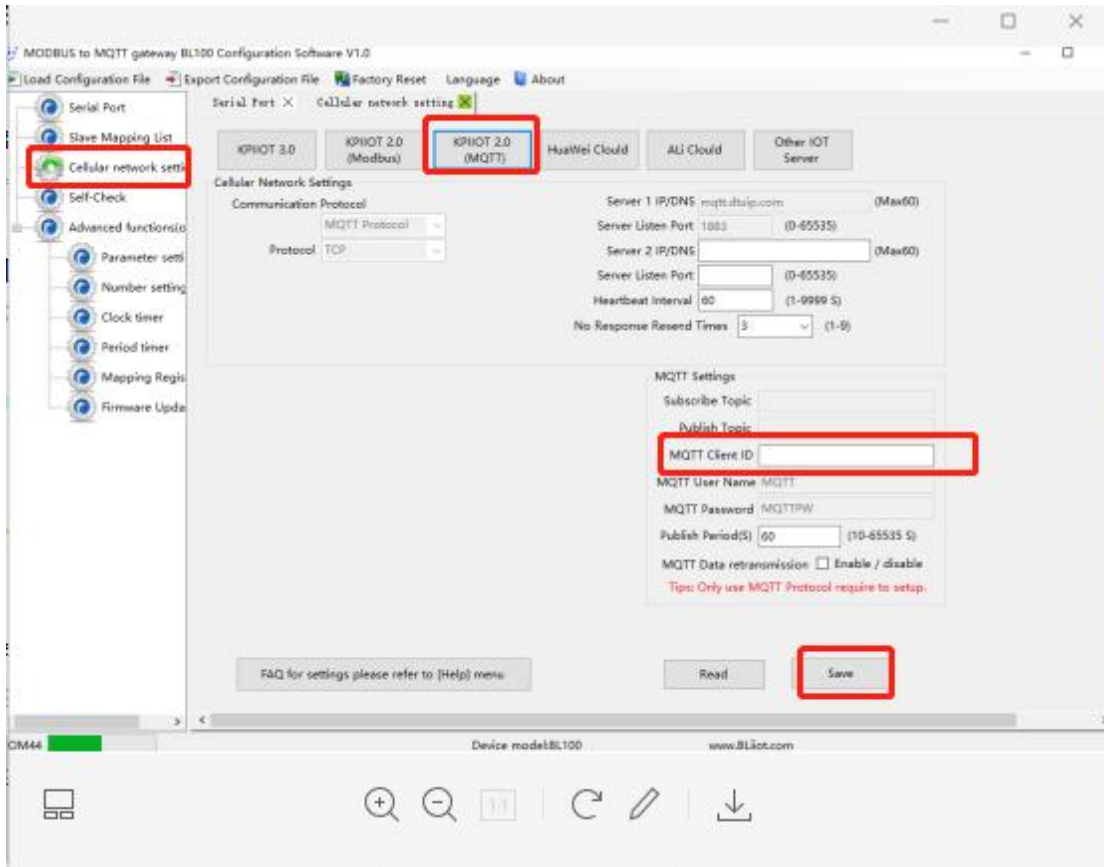 MODBUS to MQTT gateway BL100 Configuration Software V1.0
Load Configuration File Export Configuration File Factory Reset Language About
Serial Port
Slave Mapping List
Cellular network setti
Self-Check
Advanced functions(o
Parameter setti
Number setting
Clock timer
Period timer
Mapping Regis
Firmware Upda
Serial Port Cellular network setting
KPIIOT 3.0
KPIIOT 2.0
(Modbus)
KPIIOT 2.0
(MQTT)
HuaWei Clould
ALi Clould
Other IOT
Server
Cellular Network Settings
Communication Protocol
MQTT Protocol
Protocol TCP
Server 1 IP/DNS mqtt.dtuip.com (Max60)
Server Listen Port 1883 (0-65535)
Server 2 IP/DNS (Max60)
Server Listen Port (0-65535)
Heartbeat Interval 60 (1-9999 S)
No Response Resend Times 3 (1-9)
MQTT Settings
Subscribe Topic
Publish Topic
MQTT Client ID
MQTT User Name MQTT
MQTT Password MQTTPW
Publish Period(S) 60 (10-65535 S)
MQTT Data retransmission Enable / disable
Tips: Only use MQTT Protocol require to setup.
FAQ for settings please refer to [Help] menu
Read
Save
OM44 Device model:BL100 www.BLiiot.com
1:1